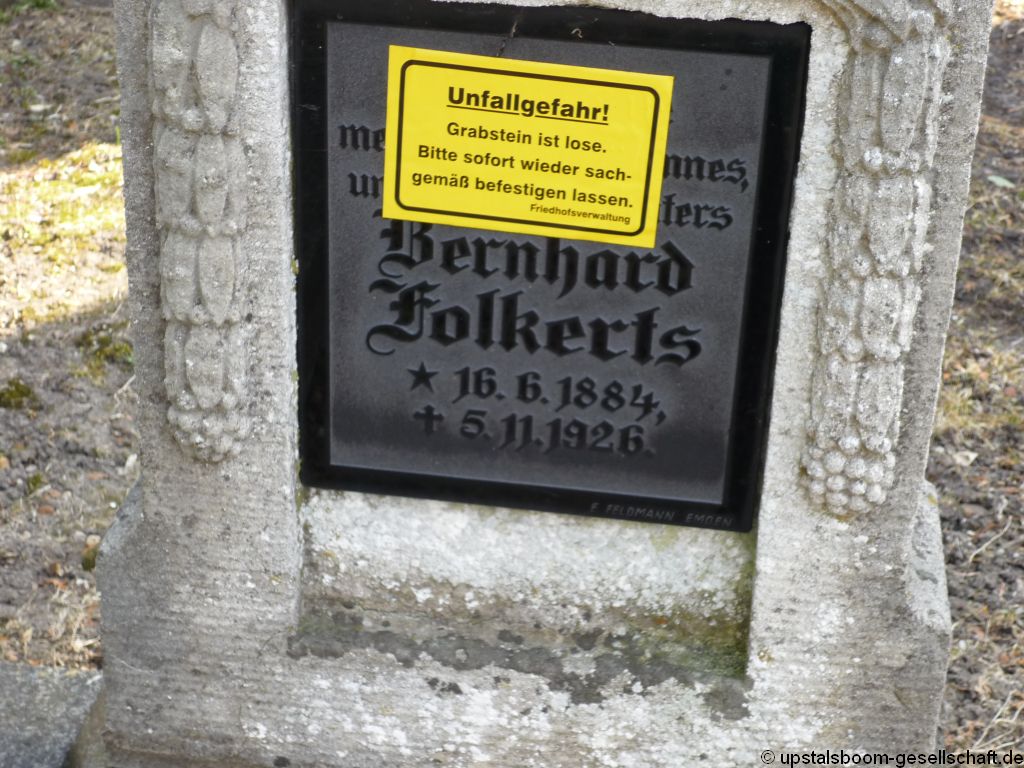 Unfallgefahr!
Grabstein ist lose.
Bitte sofort wieder sach-
gemäß befestigen lassen.
Friedhofsverwaltung
Bernhard
Folkerts
★ 16. 6. 1884,
✝ 5. 11. 1926.
E. FELDMANN EMDEN
© upstalsboom-gesellschaft.de